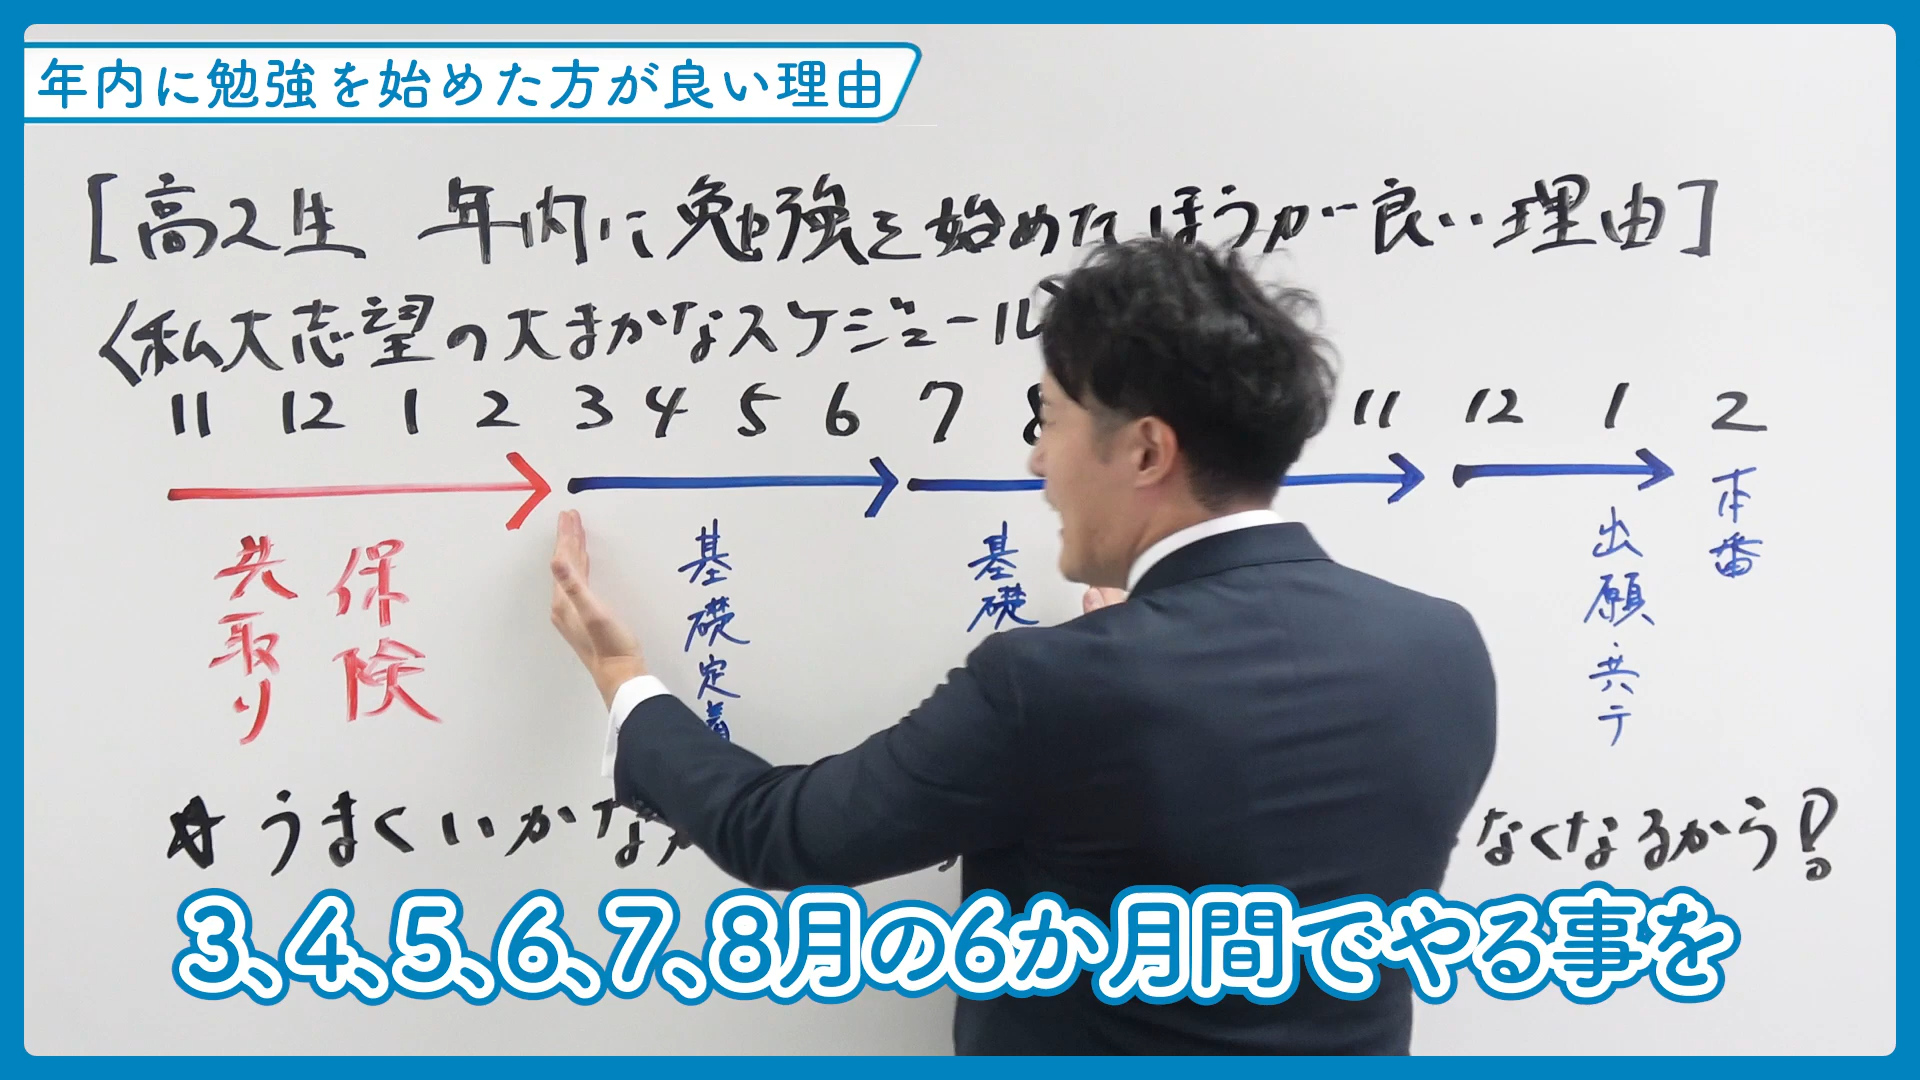 年内に勉強を始めた方が良い理由
[高2生 年内に勉強を始めたほうが良い理由]
〈私大志望の大まかなスケジュール
11 12 1 2 3 4 5 6 7 8 11 12 1 2
先取り
保険
基礎定着
基礎
出願・共テ
本番
☆うまくいかな
なくなるから!
3、4、5、6、7、8月の6か月間でやる事を